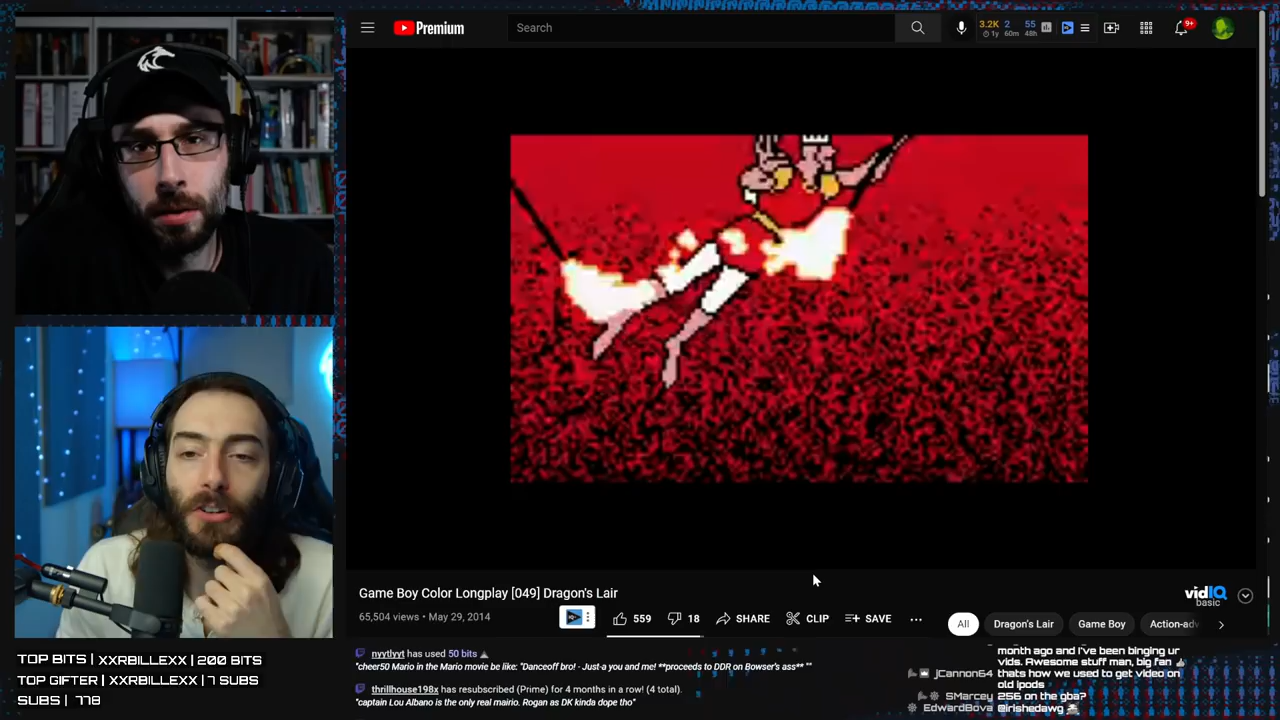 Premium
Search
3.2K 2 55
1y 60m 48h
9+
Game Boy Color Longplay [049] Dragon's Lair
65,504 views • May 29, 2014
559
18
SHARE
CLIP
SAVE
vidIQ
basic
All
Dragon's Lair
Game Boy
Action-adv
TOP BITS | XXRBILLEXX | 200 BITS
TOP GIFTER | XXRBILLEXX | 7 SUBS
SUBS | 778
nyytlvyt has used 50 bits
"cheer50 Mario in the Mario movie be like: "Danceoff bro! - Just-a you and me! **proceeds to DDR on Bowser's ass** "
thrillhouse198x has resubscribed (Prime) for 4 months in a row! (4 total).
"captain Lou Albano is the only real mairio. Rogan as DK kinda dope tho"
month ago and i've been binging ur
vids. Awesome stuff man, big fan
jCannon64 thats how we used to get video on
old ipods
SMarcey 256 on the gba?
EdwardBova @irishedawg